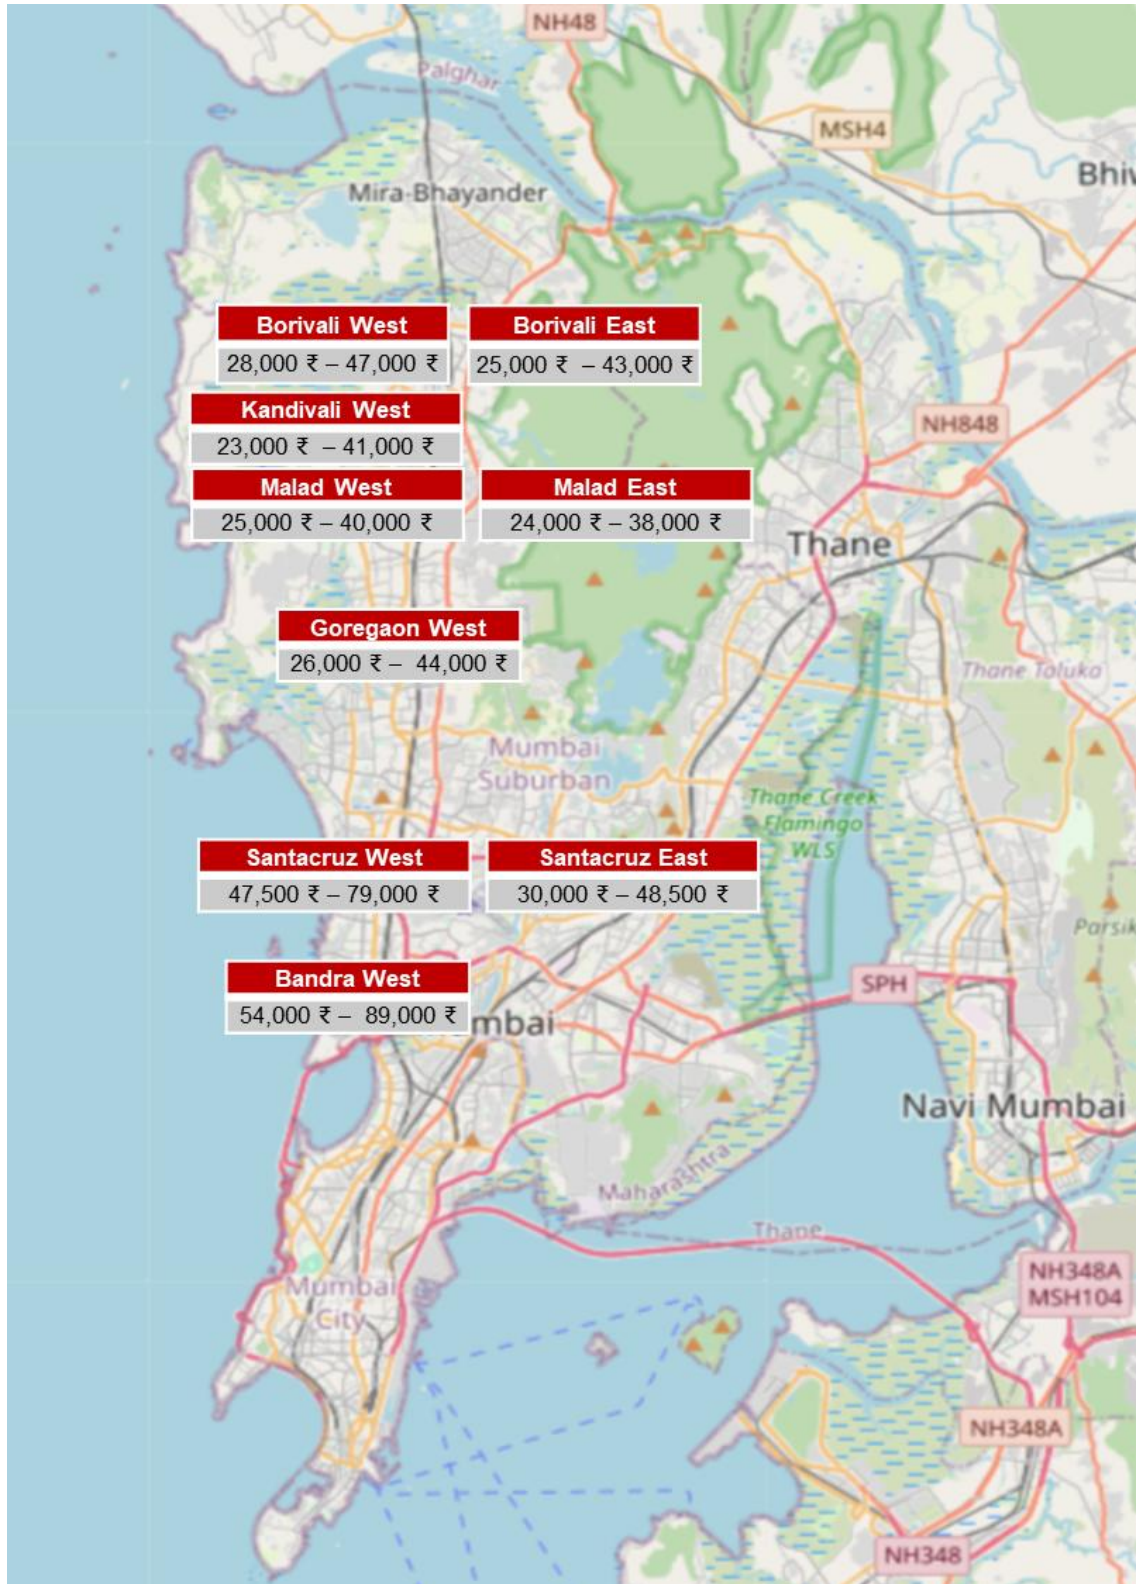 NH48
Palghar
MSH4
Bhiw
Mira-Bhayander
Borivali West
28,000 ₹ – 47,000 ₹
Borivali East
25,000 ₹ – 43,000 ₹
Kandivali West
23,000 ₹ – 41,000 ₹
NH848
Malad West
25,000 ₹ – 40,000 ₹
Malad East
24,000 ₹ – 38,000 ₹
Thane
Goregaon West
26,000 ₹ – 44,000 ₹
Thane Taluka
Mumbai
Suburban
Thane Creek
Flamingo
WLS
Santacruz West
47,500 ₹ – 79,000 ₹
Santacruz East
30,000 ₹ – 48,500 ₹
Parsik
Bandra West
54,000 ₹ – 89,000 ₹
SPH
mbai
Navi Mumbai
Maharashtra
Thane
NH348A
MSH104
Mumbai
City
NH348A
NH348